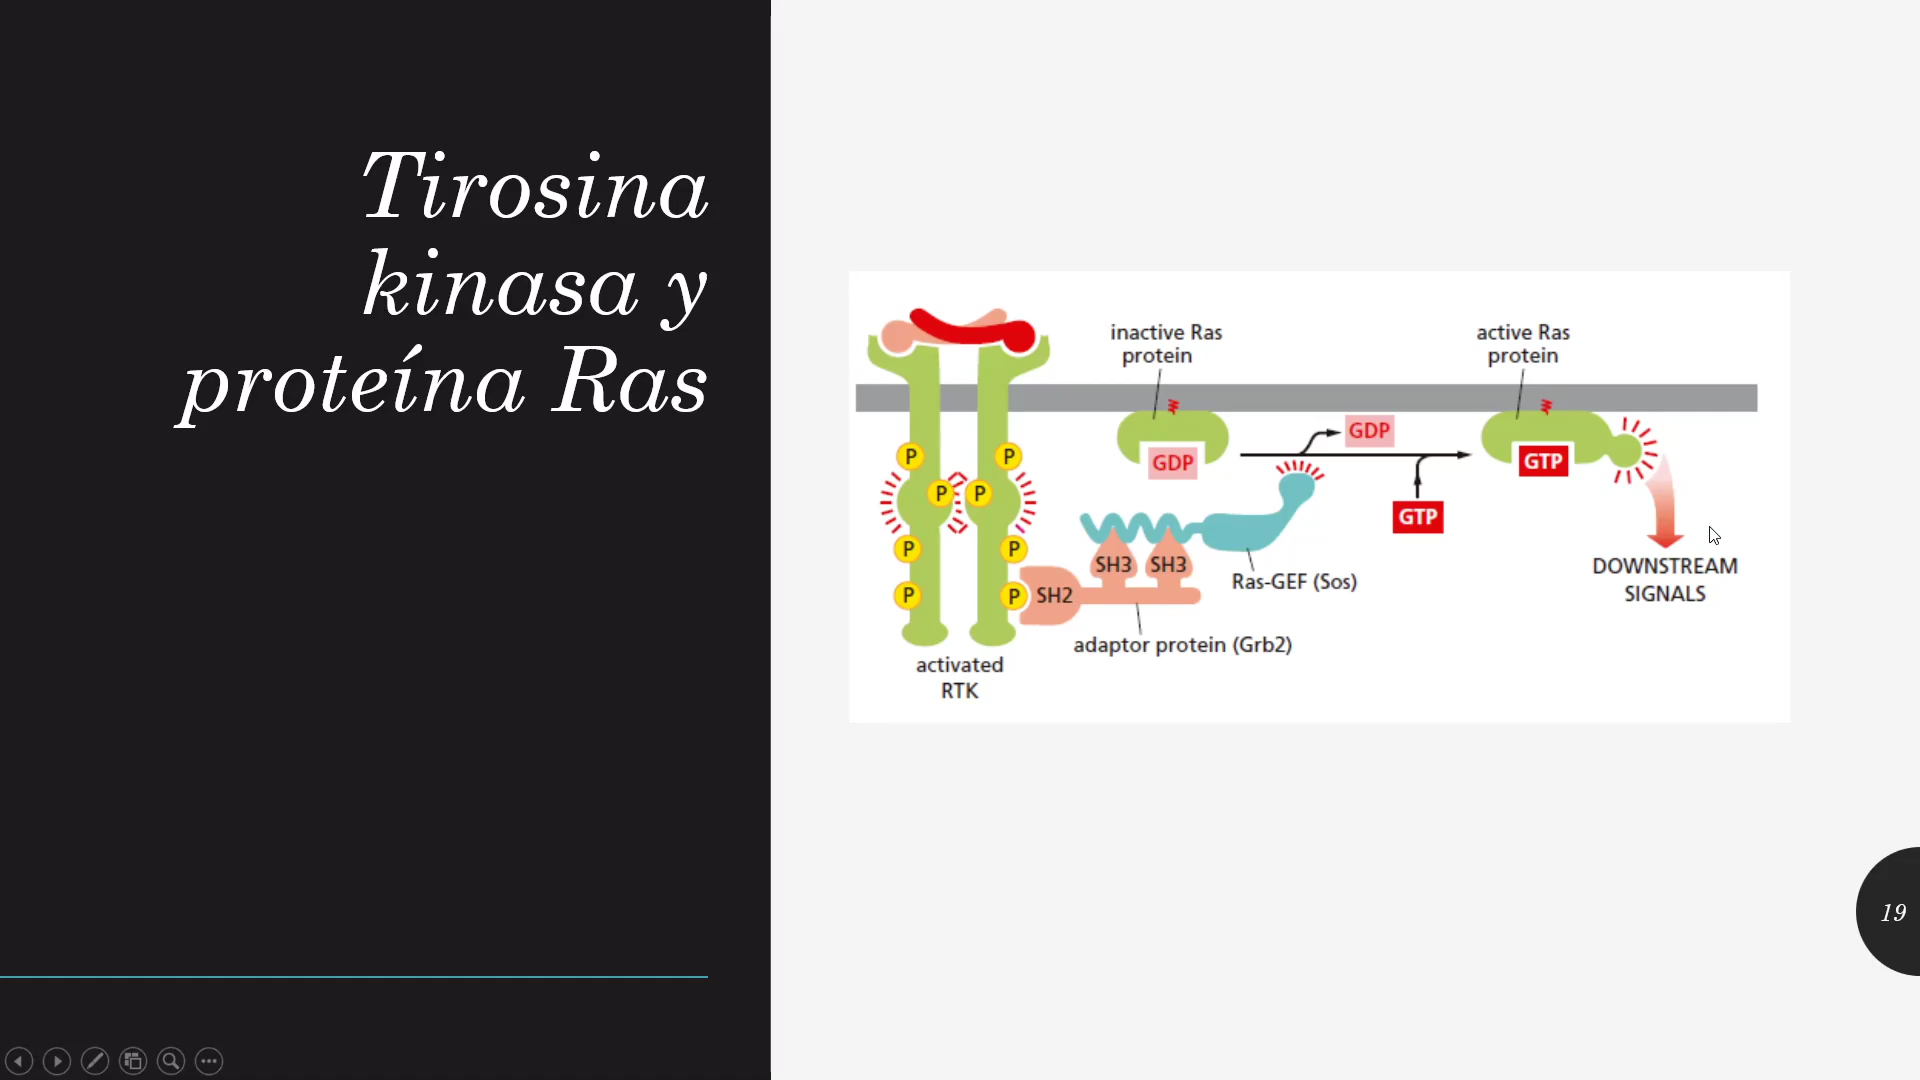 Tirosina
kinasa y
proteína Ras
inactive Ras
protein
active Ras
protein
GDP
GDP
GTP
GTP
P
P
P
P
P
P
P
P
SH2
SH3
SH3
Ras-GEF (Sos)
adaptor protein (Grb2)
activated
RTK
DOWNSTREAM
SIGNALS
19